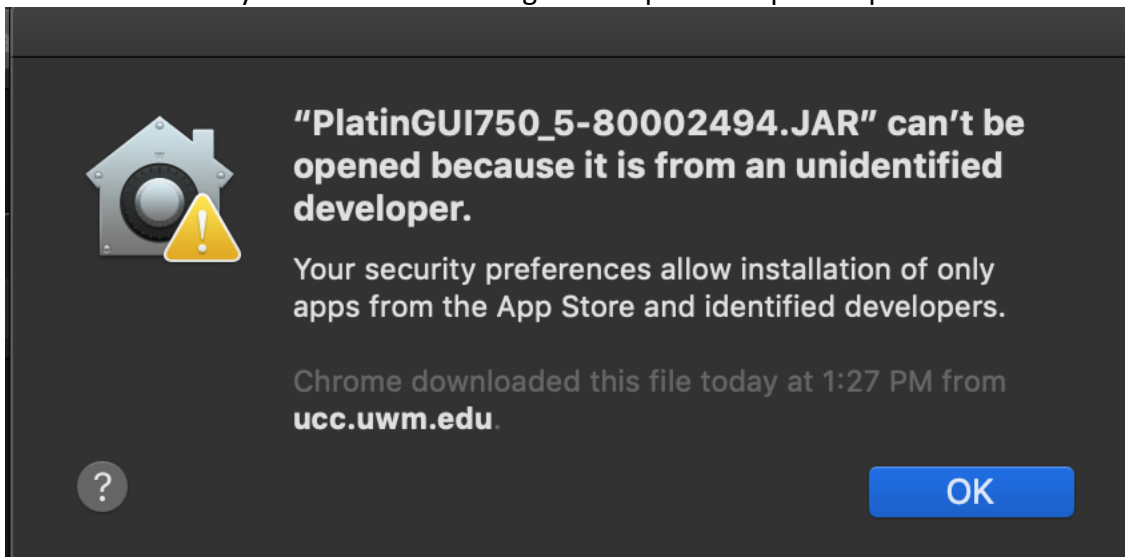 "PlatinGUI750_5-80002494.JAR" can't be
opened because it is from an unidentified
developer.
Your security preferences allow installation of only
apps from the App Store and identified developers.
Chrome downloaded this file today at 1:27 PM from
ucc.uwm.edu.
?
OK